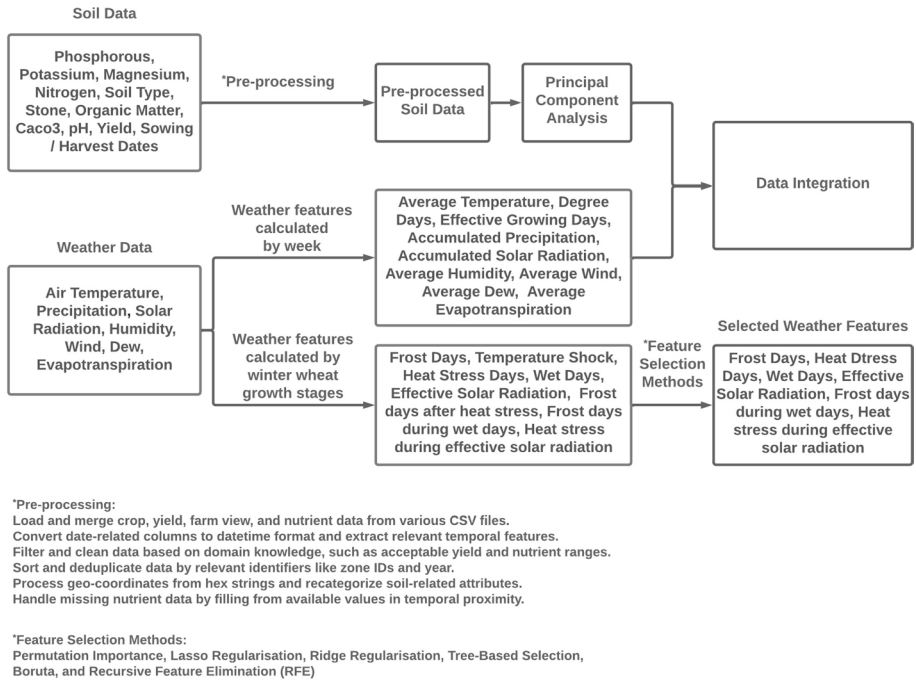 Soil Data
Phosphorous,
Potassium, Magnesium,
Nitrogen, Soil Type,
Stone, Organic Matter,
Caco3, pH, Yield, Sowing
/ Harvest Dates
*Pre-processing
Pre-processed
Soil Data
Principal
Component
Analysis
Data Integration
Weather Data
Air Temperature,
Precipitation, Solar
Radiation, Humidity,
Wind, Dew,
Evapotranspiration
Weather features
calculated
by week
Average Temperature, Degree
Days, Effective Growing Days,
Accumulated Precipitation,
Accumulated Solar Radiation,
Average Humidity, Average Wind,
Average Dew, Average
Evapotranspiration
Weather features
calculated by
winter wheat
growth stages
Frost Days, Temperature Shock,
Heat Stress Days, Wet Days,
Effective Solar Radiation, Frost
days after heat stress, Frost days
during wet days, Heat stress
during effective solar radiation
*Feature
Selection
Methods
Selected Weather Features
Frost Days, Heat Dtress
Days, Wet Days, Effective
Solar Radiation, Frost days
during wet days, Heat
stress during effective
solar radiation
*Pre-processing:
Load and merge crop, yield, farm view, and nutrient data from various CSV files.
Convert date-related columns to datetime format and extract relevant temporal features.
Filter and clean data based on domain knowledge, such as acceptable yield and nutrient ranges.
Sort and deduplicate data by relevant identifiers like zone IDs and year.
Process geo-coordinates from hex strings and recategorize soil-related attributes.
Handle missing nutrient data by filling from available values in temporal proximity.
*Feature Selection Methods:
Permutation Importance, Lasso Regularisation, Ridge Regularisation, Tree-Based Selection,
Boruta, and Recursive Feature Elimination (RFE)